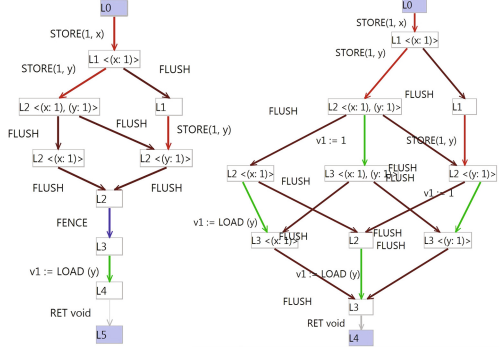 L0
STORE(1, x)
L1 <(x: 1)>
STORE(1, y)
FLUSH
L2 <(x: 1), (y: 1)>
L1
FLUSH
FLUSH
STORE(1, y)
L2 <(x: 1)>
L2 <(y: 1)>
FLUSH
FLUSH
L2
FENCE
L3
v1 := LOAD (y)
L4
RET void
L5
L0
STORE(1, x)
L1 <(x: 1)>
STORE(1, y)
FLUSH
L2 <(x: 1), (y: 1)>
L1
FLUSH
v1 := 1
STORE(1, y)
FLUSH
L2 <(x: 1)>
L3 <(x: 1), (y: 1)>
FLUSH
L2 <(y: 1)>
FLUSH
v1 := 1
v1 := LOAD (y)
FLUSH
FLUSH
L3 <(x: 1)>
L2
FLUSH
L3 <(y: 1)>
v1 := LOAD (y)
FLUSH
L3
RET void
L4